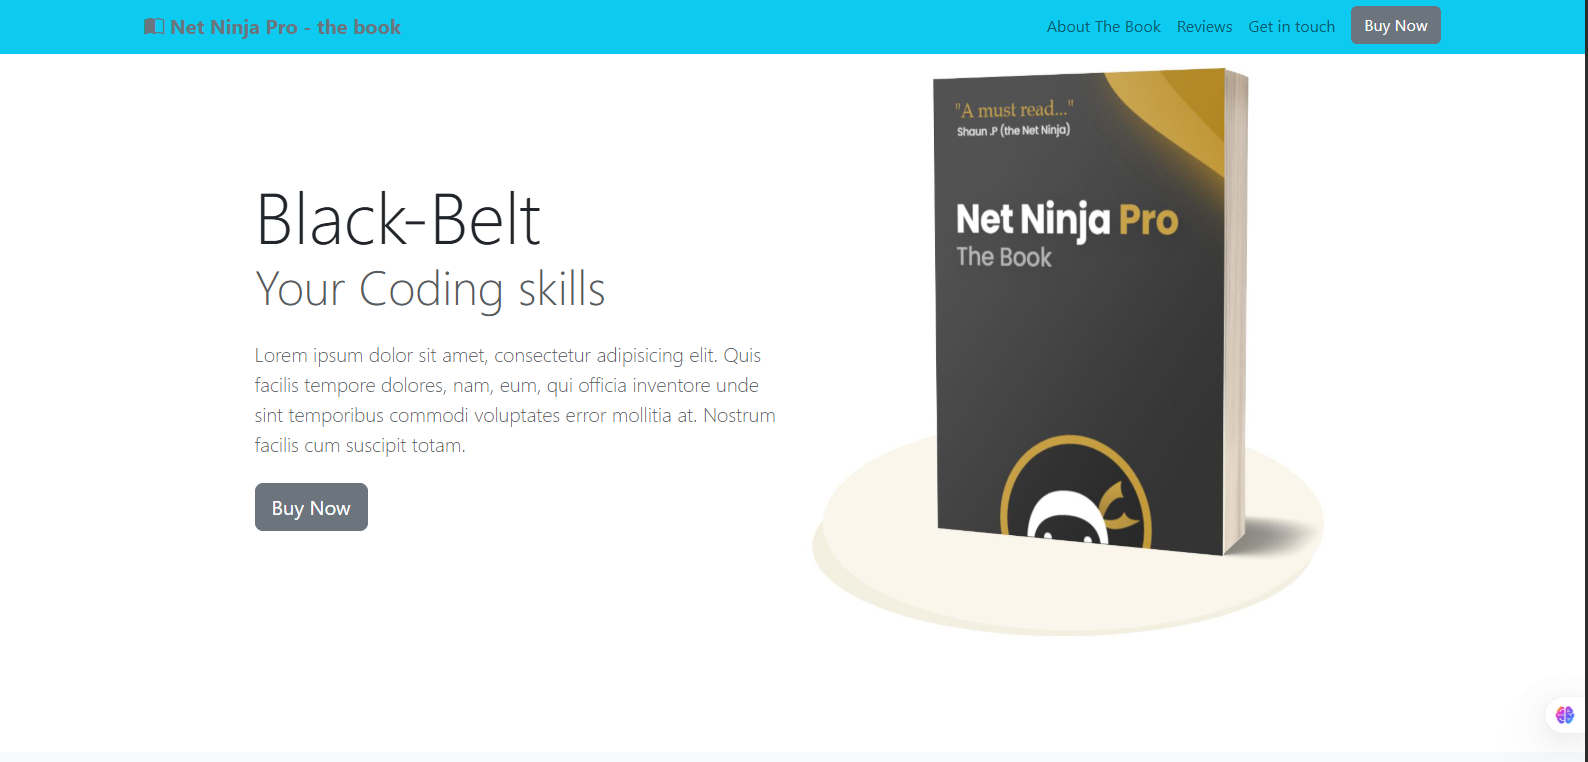 Net Ninja Pro - the book
About The Book
Reviews
Get in touch
Buy Now
Black-Belt
Your Coding skills
Lorem ipsum dolor sit amet, consectetur adipisicing elit. Quis
facilis tempore dolores, nam, eum, qui officia inventore unde
sint temporibus commodi voluptates error mollitia at. Nostrum
facilis cum suscipit totam.
Buy Now
"A must read..."
Shaun .P (the Net Ninja)
Net Ninja Pro
The Book